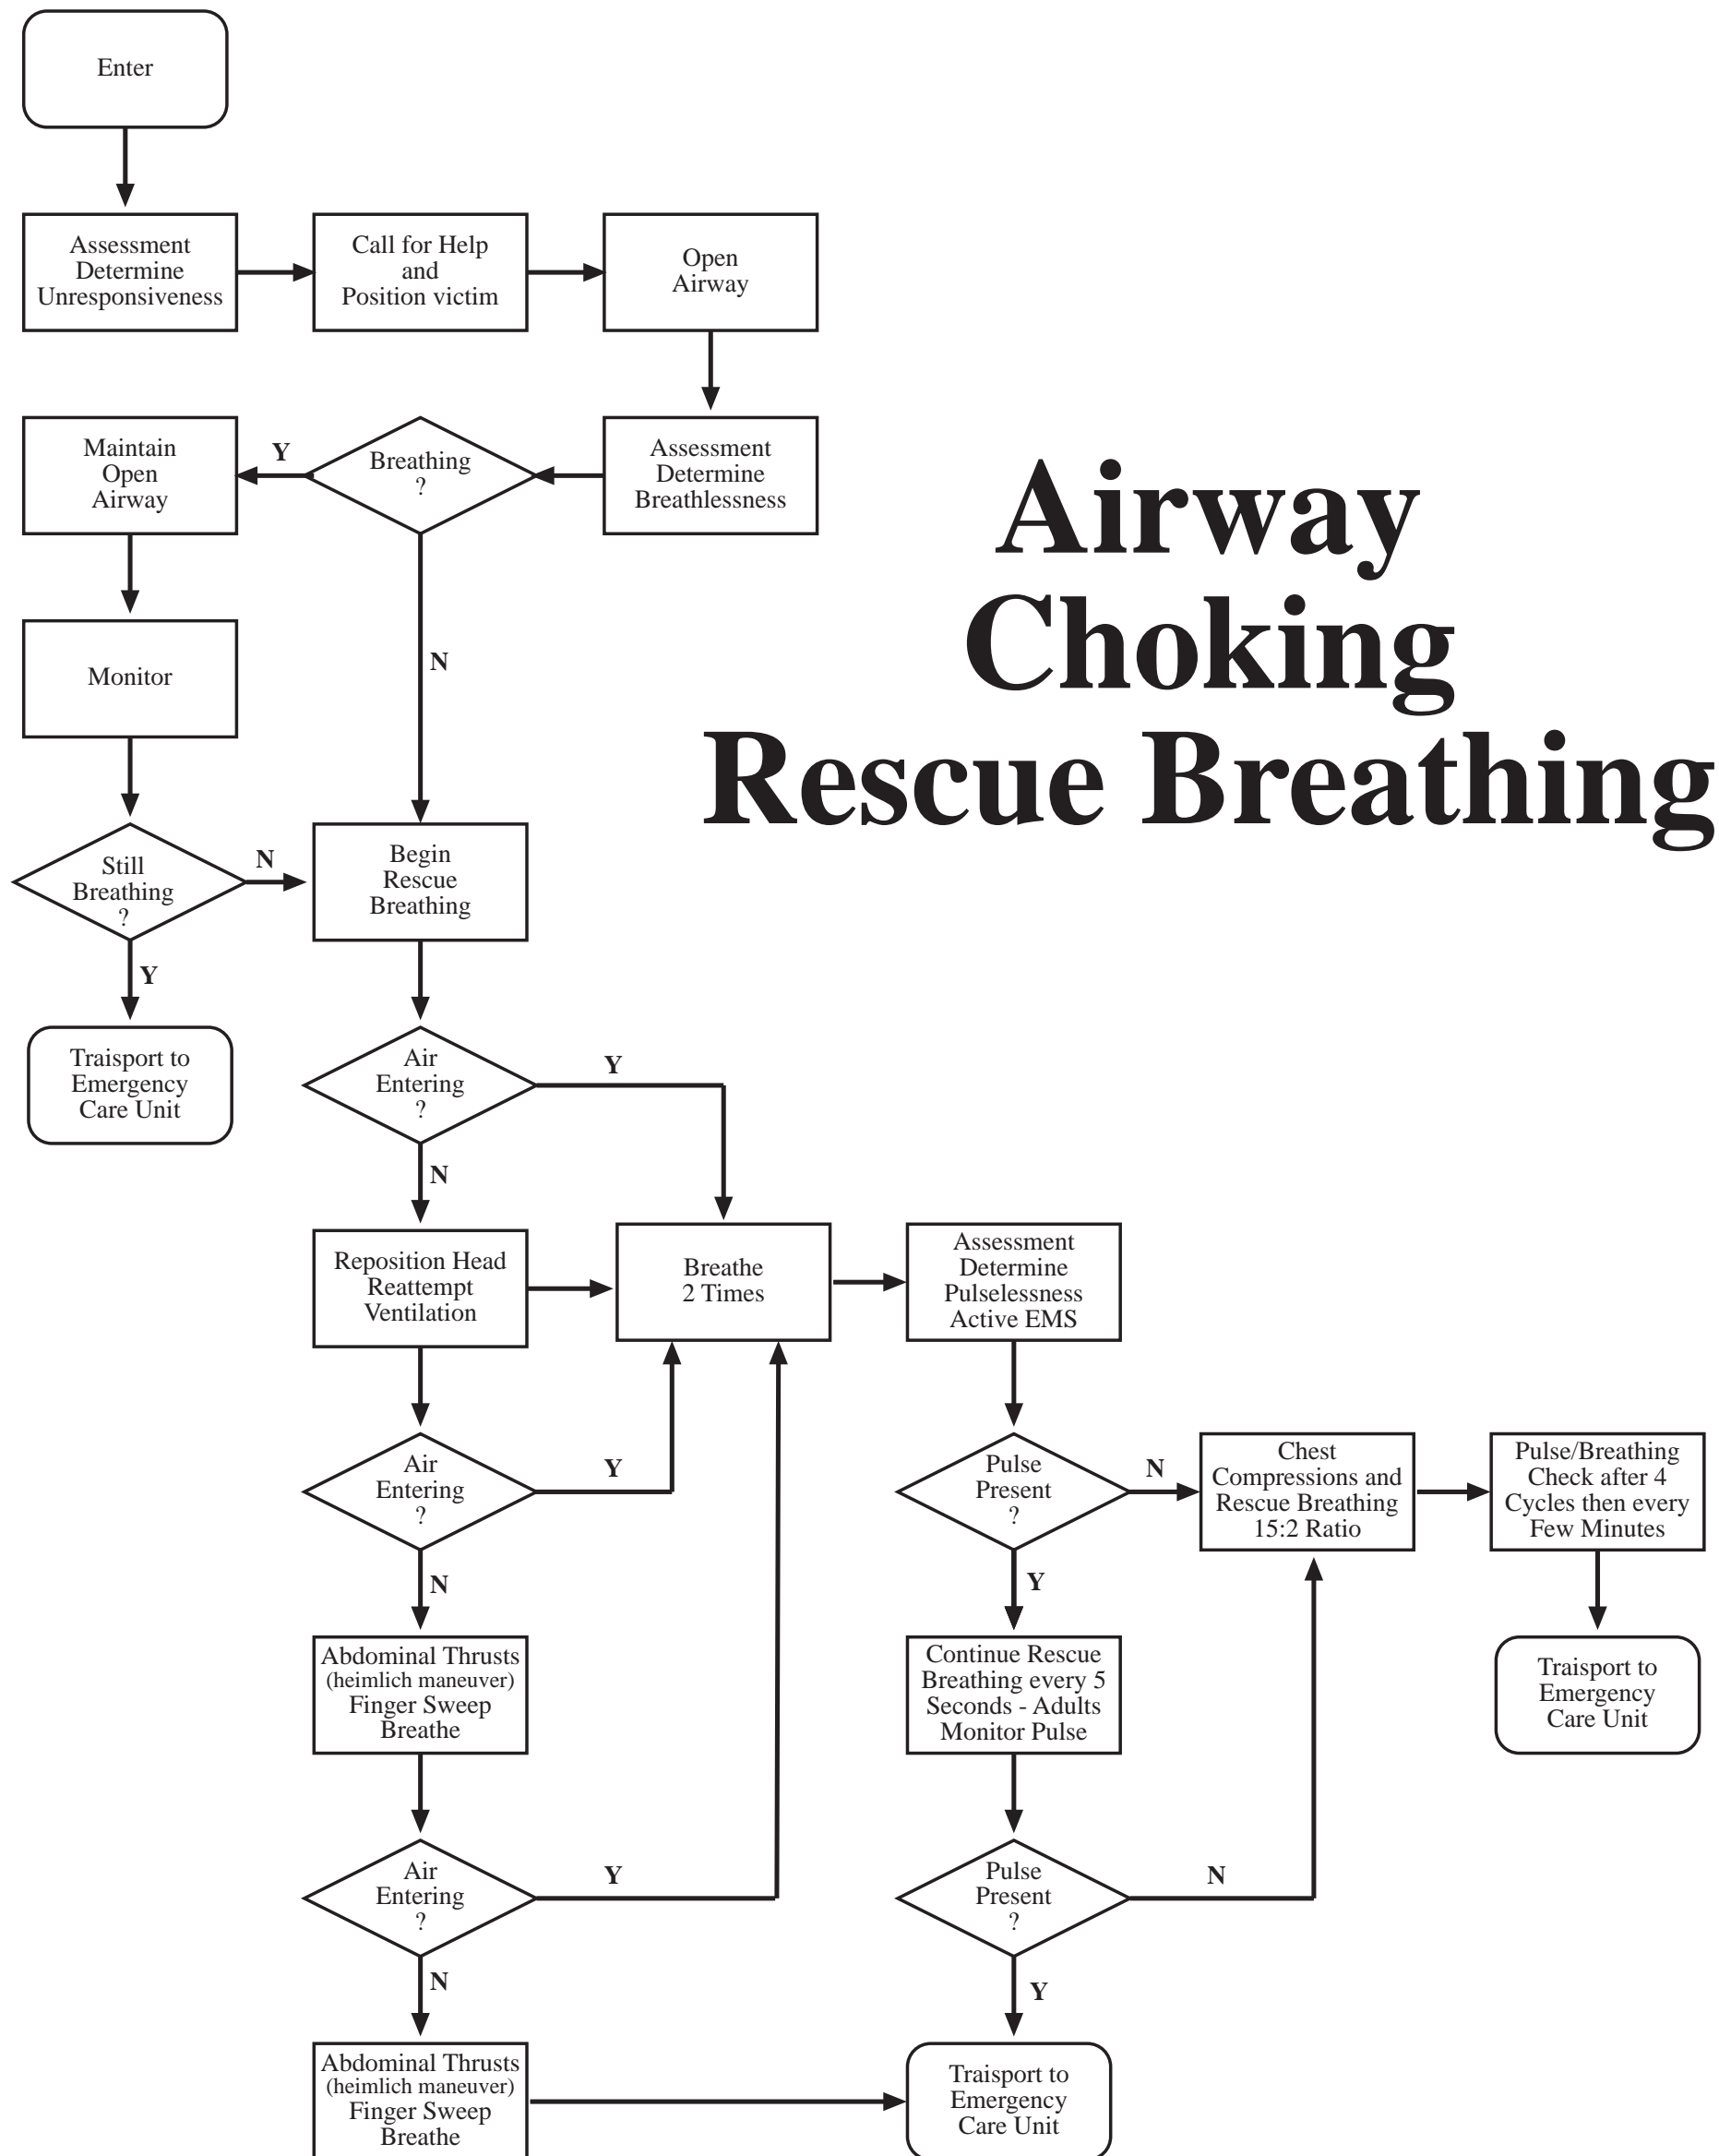 Enter
Assessment
Determine
Unresponsiveness
Call for Help
and
Position victim
Open
Airway
Maintain
Open
Airway
Y
Breathing
?
Assessment
Determine
Breathlessness
Airway
Choking
Rescue Breathing
Monitor
N
Still
Breathing
?
N
Begin
Rescue
Breathing
Y
Traisport to
Emergency
Care Unit
Air
Entering
?
Y
N
Reposition Head
Reattempt
Ventilation
Breathe
2 Times
Assessment
Determine
Pulselessness
Active EMS
Air
Entering
?
Y
Pulse
Present
?
N
Chest
Compressions and
Rescue Breathing
15:2 Ratio
Pulse/Breathing
Check after 4
Cycles then every
Few Minutes
N
Y
Abdominal Thrusts
(heimlich maneuver)
Finger Sweep
Breathe
Continue Rescue
Breathing every 5
Seconds - Adults
Monitor Pulse
Traisport to
Emergency
Care Unit
Air
Entering
?
Y
Pulse
Present
?
N
N
Y
Abdominal Thrusts
(heimlich maneuver)
Finger Sweep
Breathe
Traisport to
Emergency
Care Unit